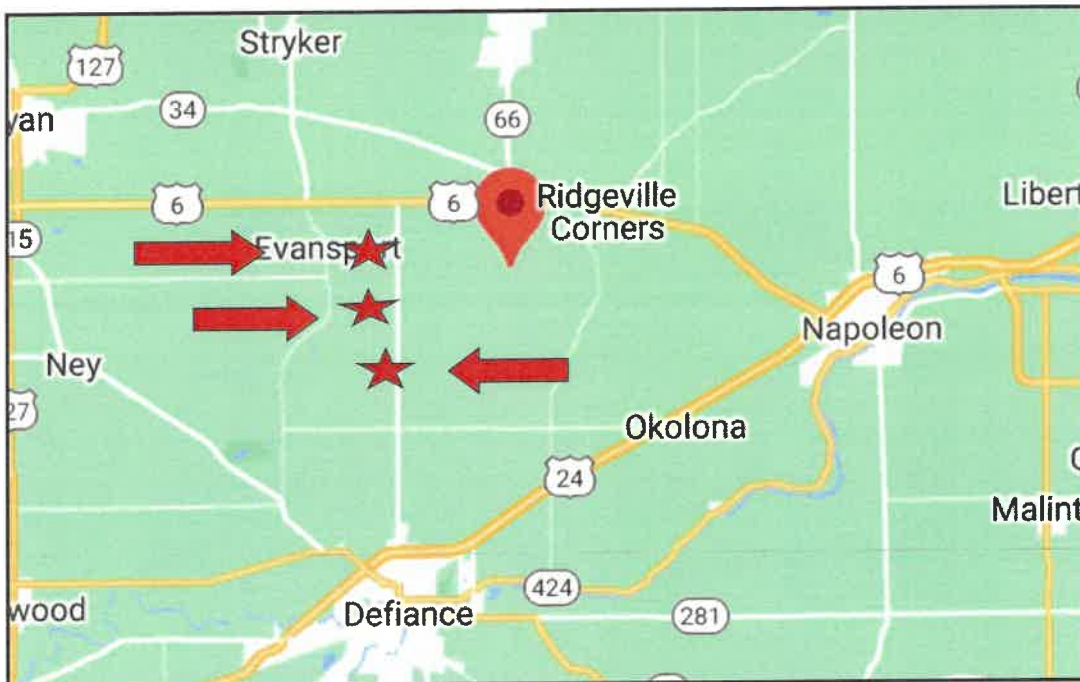 Stryker
127
34
66
yan
6
6
Ridgeville
Corners
Libert
15
Evansport
6
Napoleon
Ney
27
Okolona
24
Malint
424
wood
Defiance
281